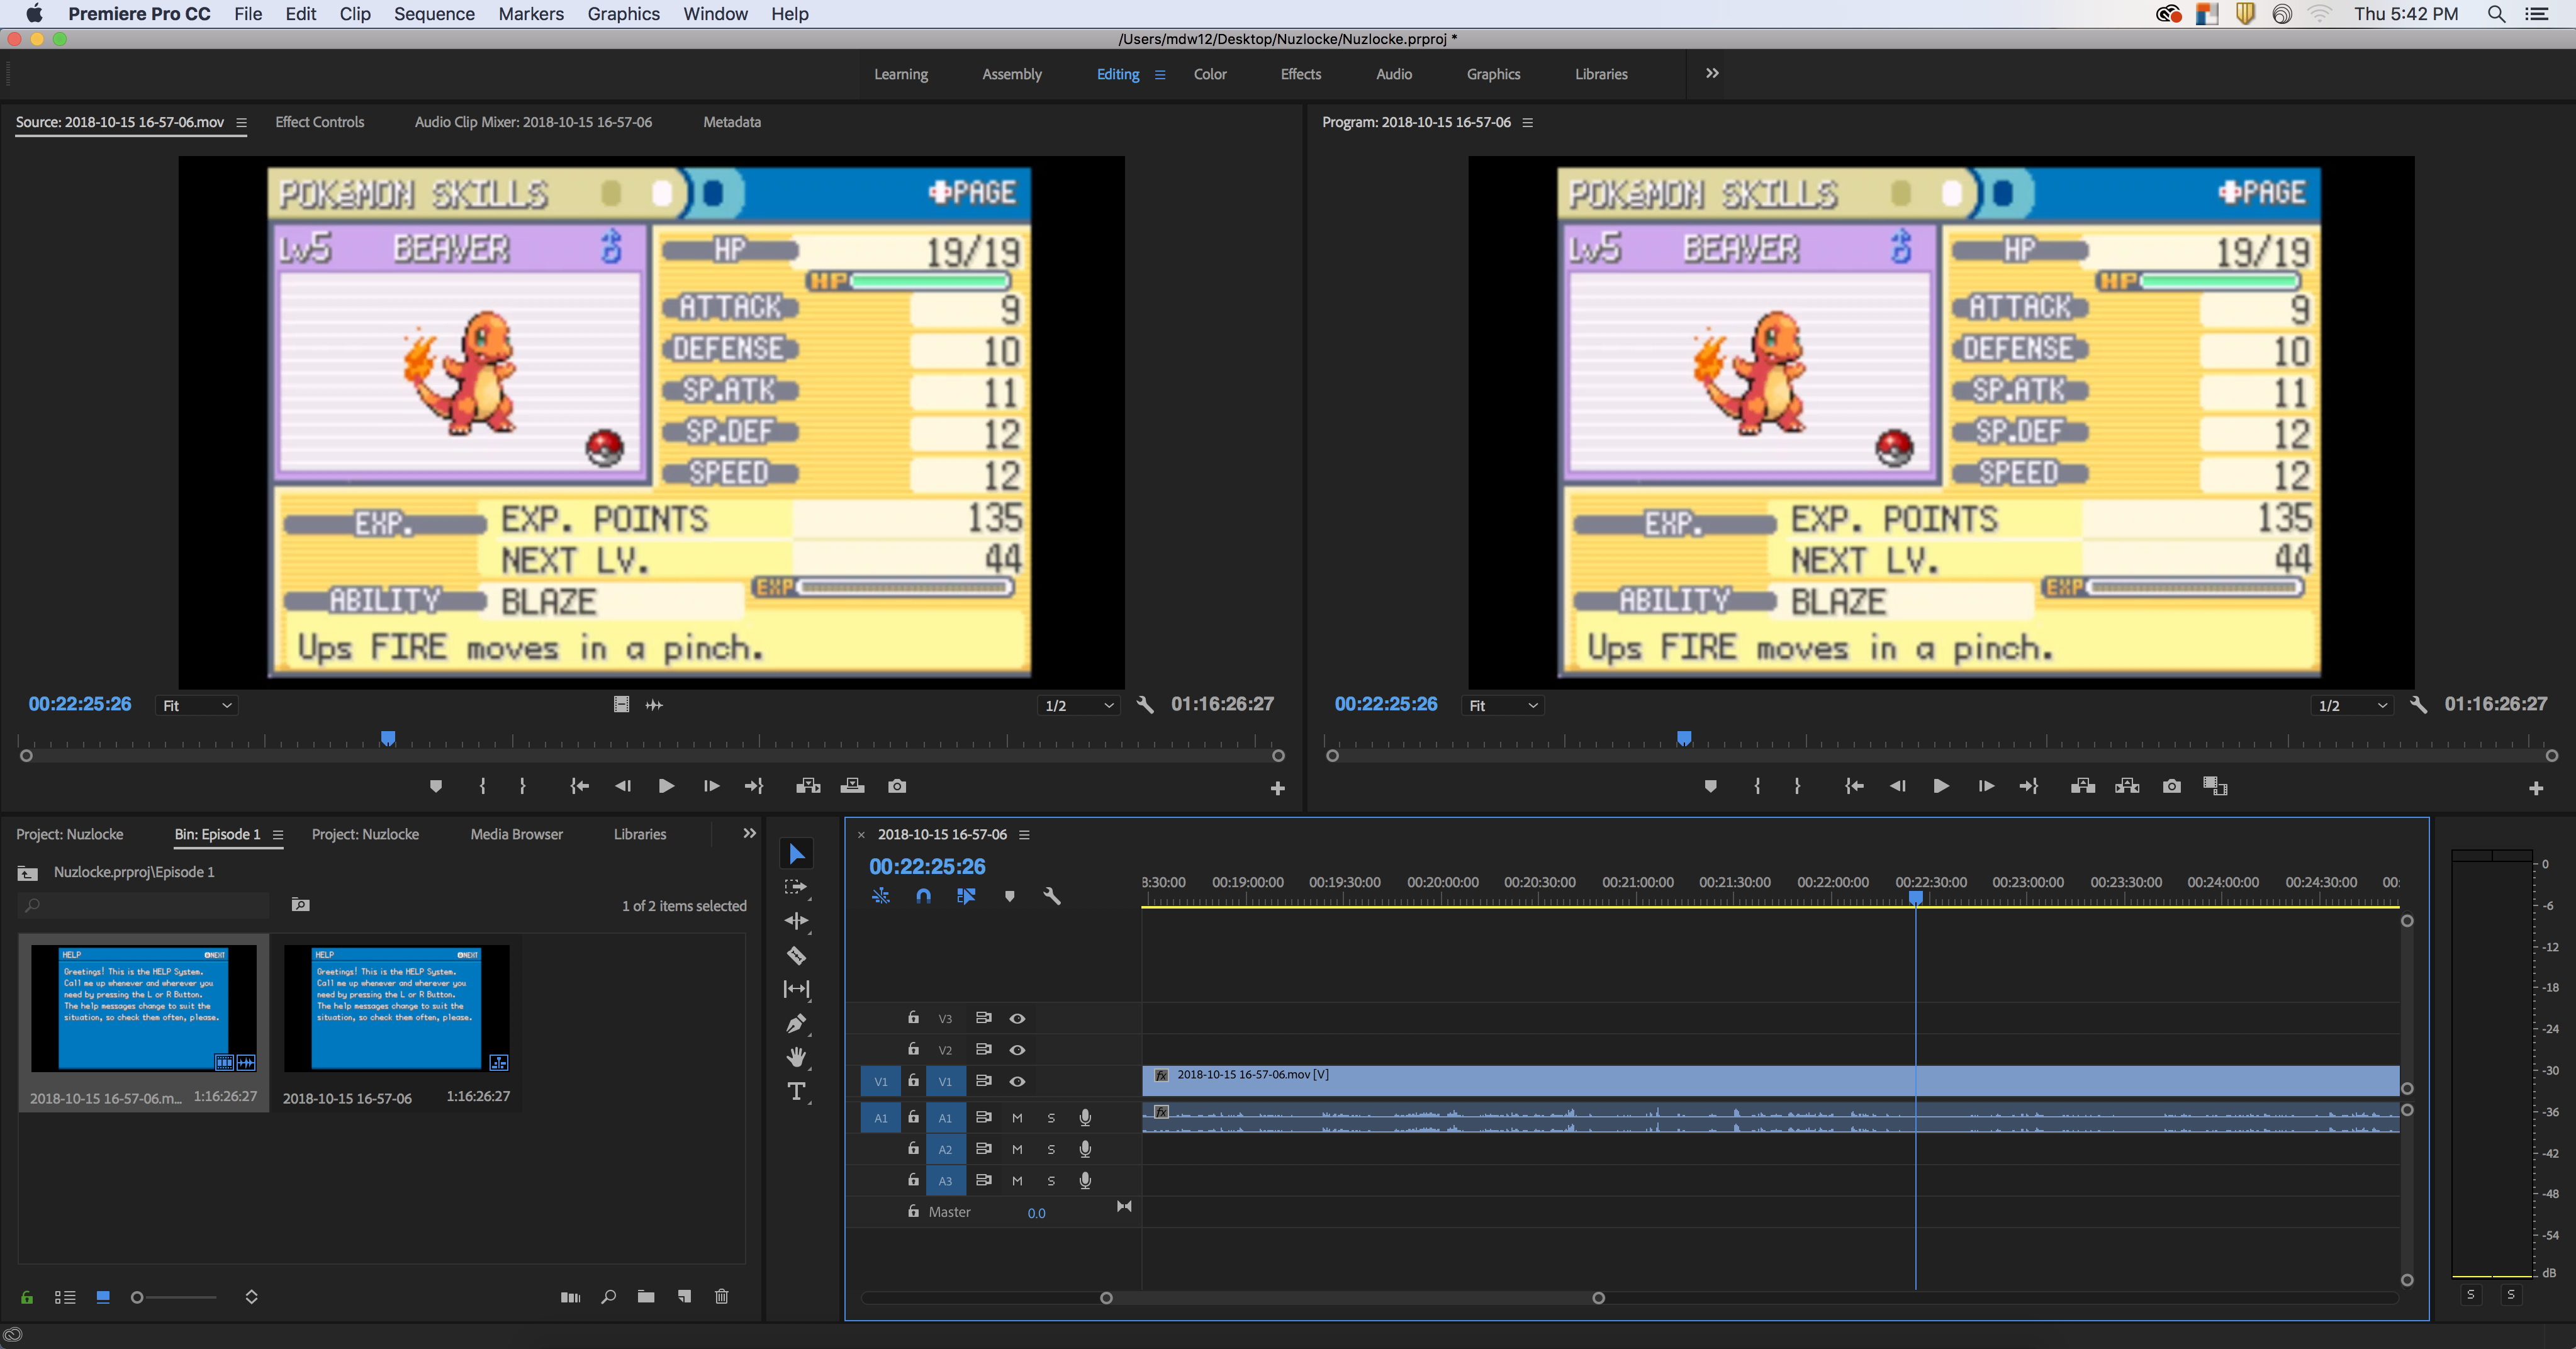 Premiere Pro CC File Edit Clip Sequence Markers Graphics Window Help Thu 5:42 PM
/Users/mdw12/Desktop/Nuzlocke/Nuzlocke.prproj *
Learning Assembly Editing Color Effects Audio Graphics Libraries
Source: 2018-10-15 16-57-06.mov Effect Controls Audio Clip Mixer: 2018-10-15 16-57-06 Metadata
POKéMON SKILLS PAGE
Lv5 BEAVER
HP 19/19
HP
ATTACK 9
DEFENSE 10
SP.ATK 11
SP.DEF 12
SPEED 12
EXP. EXP. POINTS 135
NEXT LV. 44
EXP
ABILITY BLAZE
Ups FIRE moves in a pinch.
00:22:25:26 Fit 1/2 01:16:26:27
Program: 2018-10-15 16-57-06
POKéMON SKILLS PAGE
Lv5 BEAVER
HP 19/19
HP
ATTACK 9
DEFENSE 10
SP.ATK 11
SP.DEF 12
SPEED 12
EXP. EXP. POINTS 135
NEXT LV. 44
EXP
ABILITY BLAZE
Ups FIRE moves in a pinch.
00:22:25:26 Fit 1/2 01:16:26:27
Project: Nuzlocke Bin: Episode 1 Project: Nuzlocke Media Browser Libraries
Nuzlocke.prproj\Episode 1
1 of 2 items selected
HELP NEXT
Greetings! This is the HELP System.
Call me up whenever and wherever you
need by pressing the L or R Button.
The help messages change to suit the
situation, so check them often, please.
2018-10-15 16-57-06.m... 1:16:26:27
HELP NEXT
Greetings! This is the HELP System.
Call me up whenever and wherever you
need by pressing the L or R Button.
The help messages change to suit the
situation, so check them often, please.
2018-10-15 16-57-06 1:16:26:27
T
× 2018-10-15 16-57-06
00:22:25:26
8:30:00 00:19:00:00 00:19:30:00 00:20:00:00 00:20:30:00 00:21:00:00 00:21:30:00 00:22:00:00 00:22:30:00 00:23:00:00 00:23:30:00 00:24:00:00 00:24:30:00 00:
V3
V2
V1 V1 fx 2018-10-15 16-57-06.mov [V]
A1 A1 M S fx
A2 M S
A3 M S
Master 0.0
0
-6
-12
-18
-24
-30
-36
-42
-48
-54
dB
S S